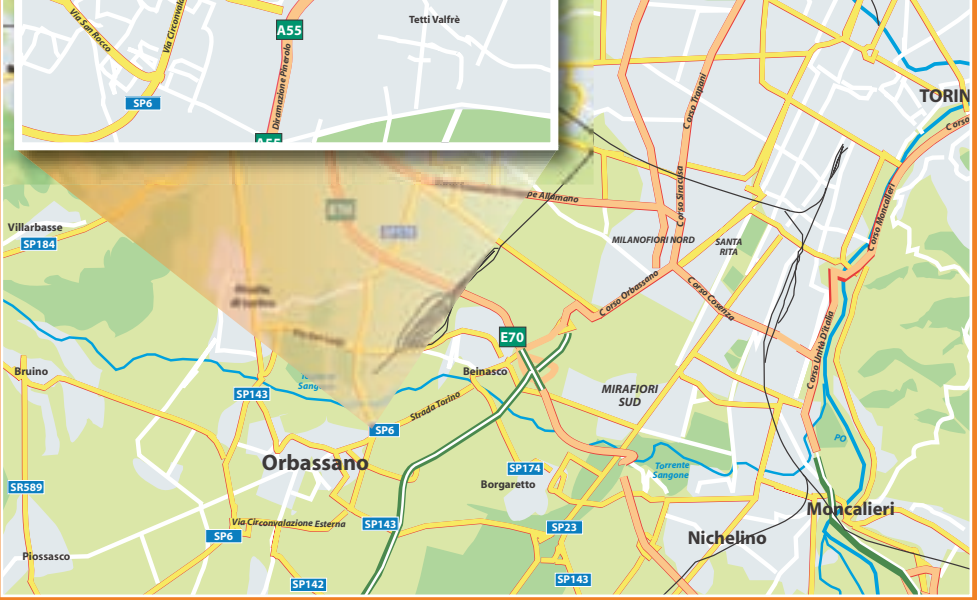 Via San Rocco
Via Circonvala
A55
Tetti Valfrè
Diramazione Pinerolo
SP6
A55
TORIN
Corso
Corso Trapani
Corso Siracusa
pe Allamano
MILANOFIORI NORD
SANTA
RITA
Corso Moncalieri
Villarbasse
SP184
Corso Orbassano
Corso Cosenza
Corso Unità D'italia
E70
Bruino
Beinasco
SP143
MIRAFIORI
SUD
Strada Torino
SP6
Orbassano
PO
SP174
Torrente
Sangone
Borgaretto
SR589
Moncalieri
Via Circonvalazione Esterna
SP143
SP23
SP6
Nichelino
Piossasco
SP142
SP143